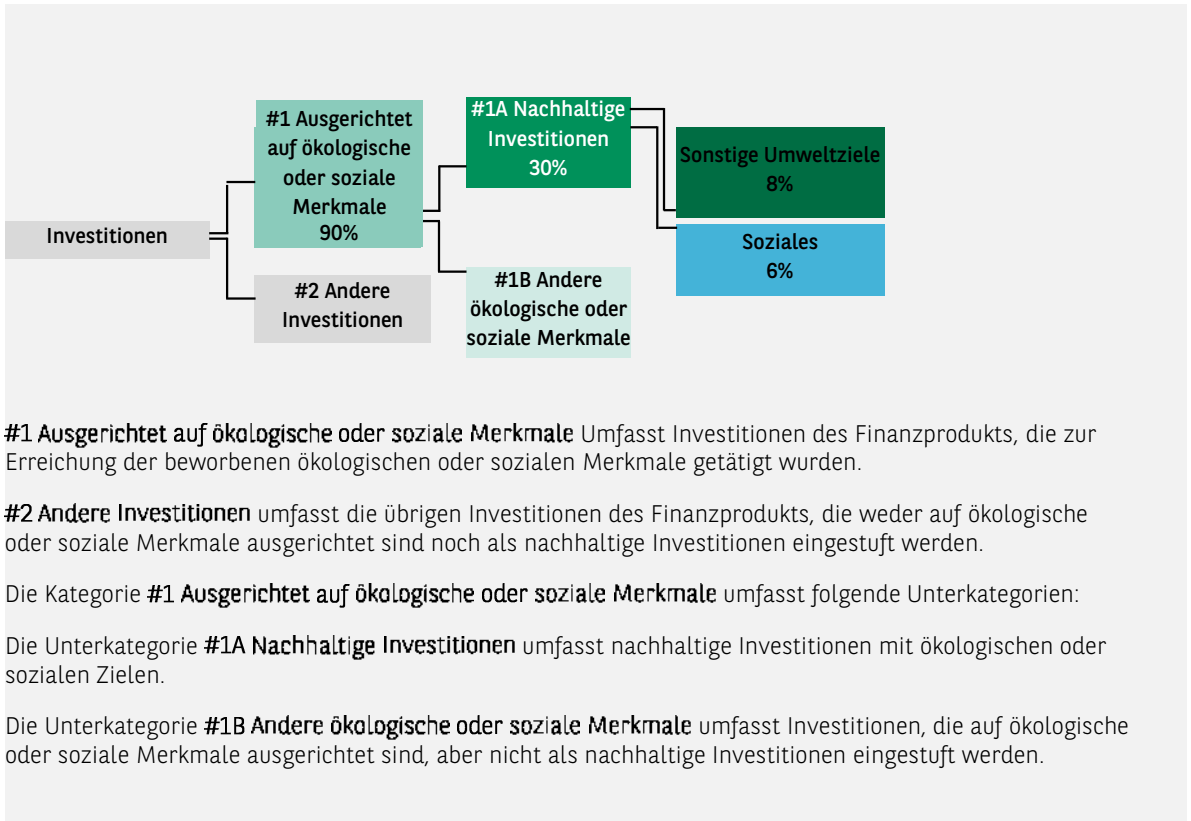 #1 Ausgerichtet
auf ökologische
oder soziale
Merkmale
90%
#1A Nachhaltige
Investitionen
30%
Sonstige Umweltziele
8%
Investitionen
Soziales
6%
#2 Andere
Investitionen
#1B Andere
ökologische oder
soziale Merkmale
#1 Ausgerichtet auf ökologische oder soziale Merkmale Umfasst Investitionen des Finanzprodukts, die zur
Erreichung der beworbenen ökologischen oder sozialen Merkmale getätigt wurden.
#2 Andere Investitionen umfasst die übrigen Investitionen des Finanzprodukts, die weder auf ökologische
oder soziale Merkmale ausgerichtet sind noch als nachhaltige Investitionen eingestuft werden.
Die Kategorie #1 Ausgerichtet auf ökologische oder soziale Merkmale umfasst folgende Unterkategorien:
Die Unterkategorie #1A Nachhaltige Investitionen umfasst nachhaltige Investitionen mit ökologischen oder
sozialen Zielen.
Die Unterkategorie #1B Andere ökologische oder soziale Merkmale umfasst Investitionen, die auf ökologische
oder soziale Merkmale ausgerichtet sind, aber nicht als nachhaltige Investitionen eingestuft werden.